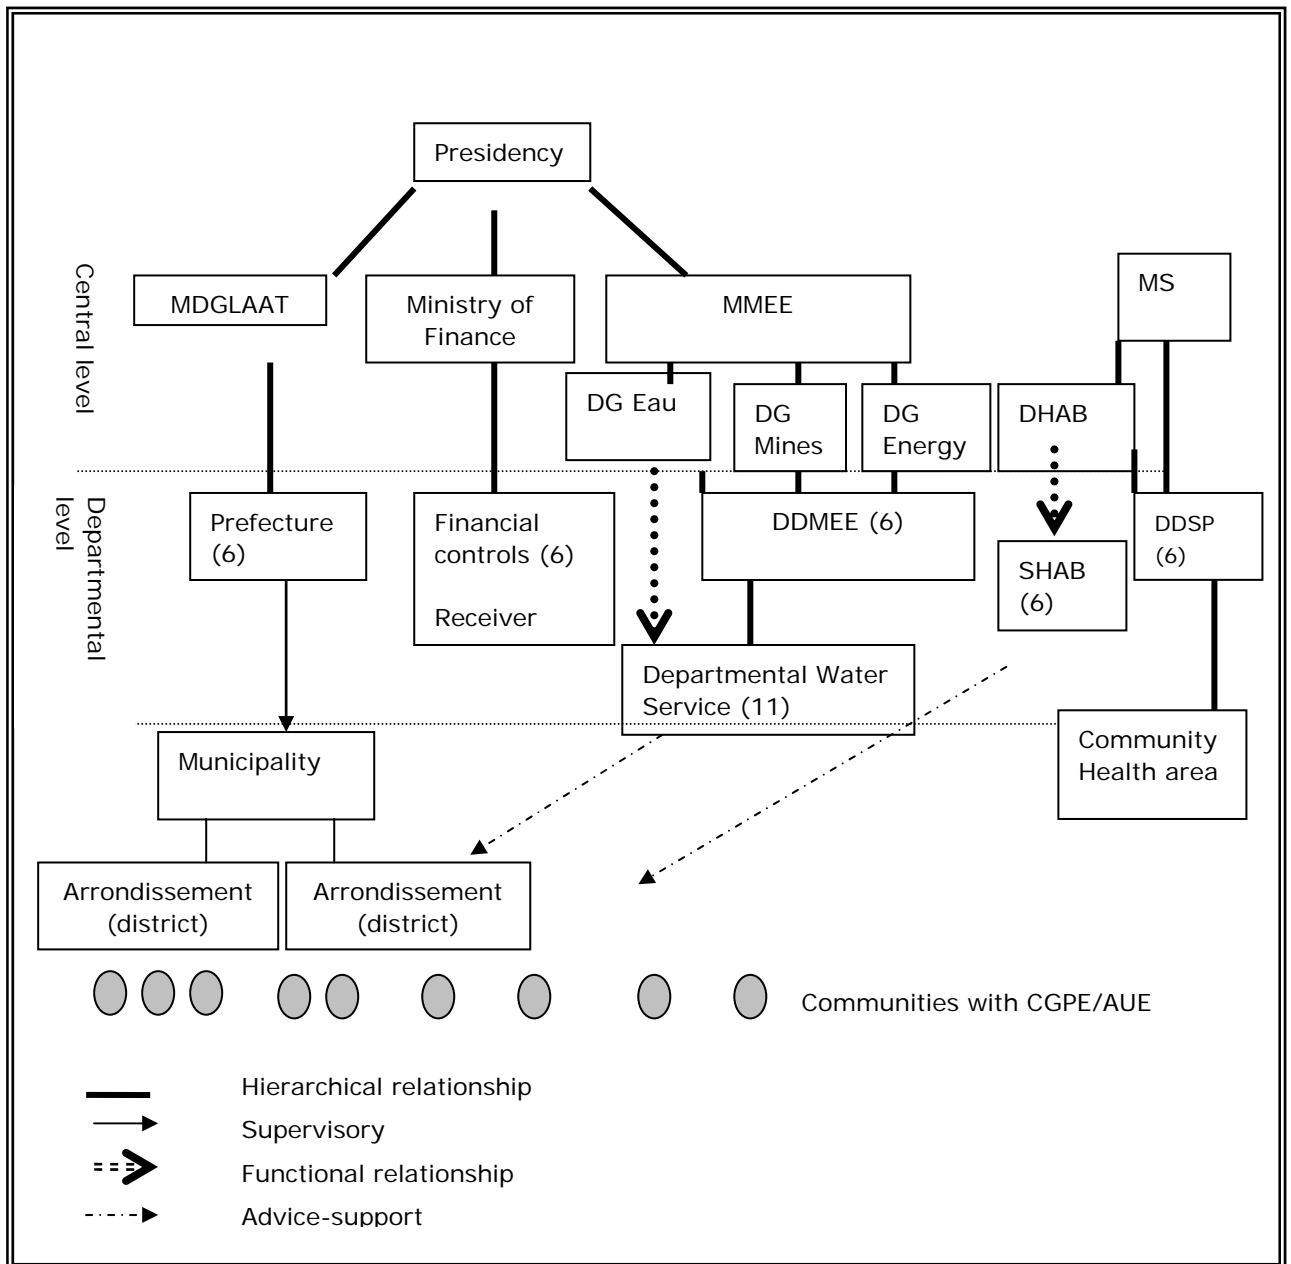 Presidency
Central level
MDGLAAT
Ministry of
Finance
MMEE
MS
DG Eau
DG
Mines
DG
Energy
DHAB
Departmental
level
Prefecture
(6)
Financial
controls (6)
Receiver
DDMEE (6)
SHAB
(6)
DDSP
(6)
Departmental Water
Service (11)
Municipality
Community
Health area
Arrondissement
(district)
Arrondissement
(district)
Communities with CGPE/AUE
Hierarchical relationship
Supervisory
Functional relationship
Advice-support